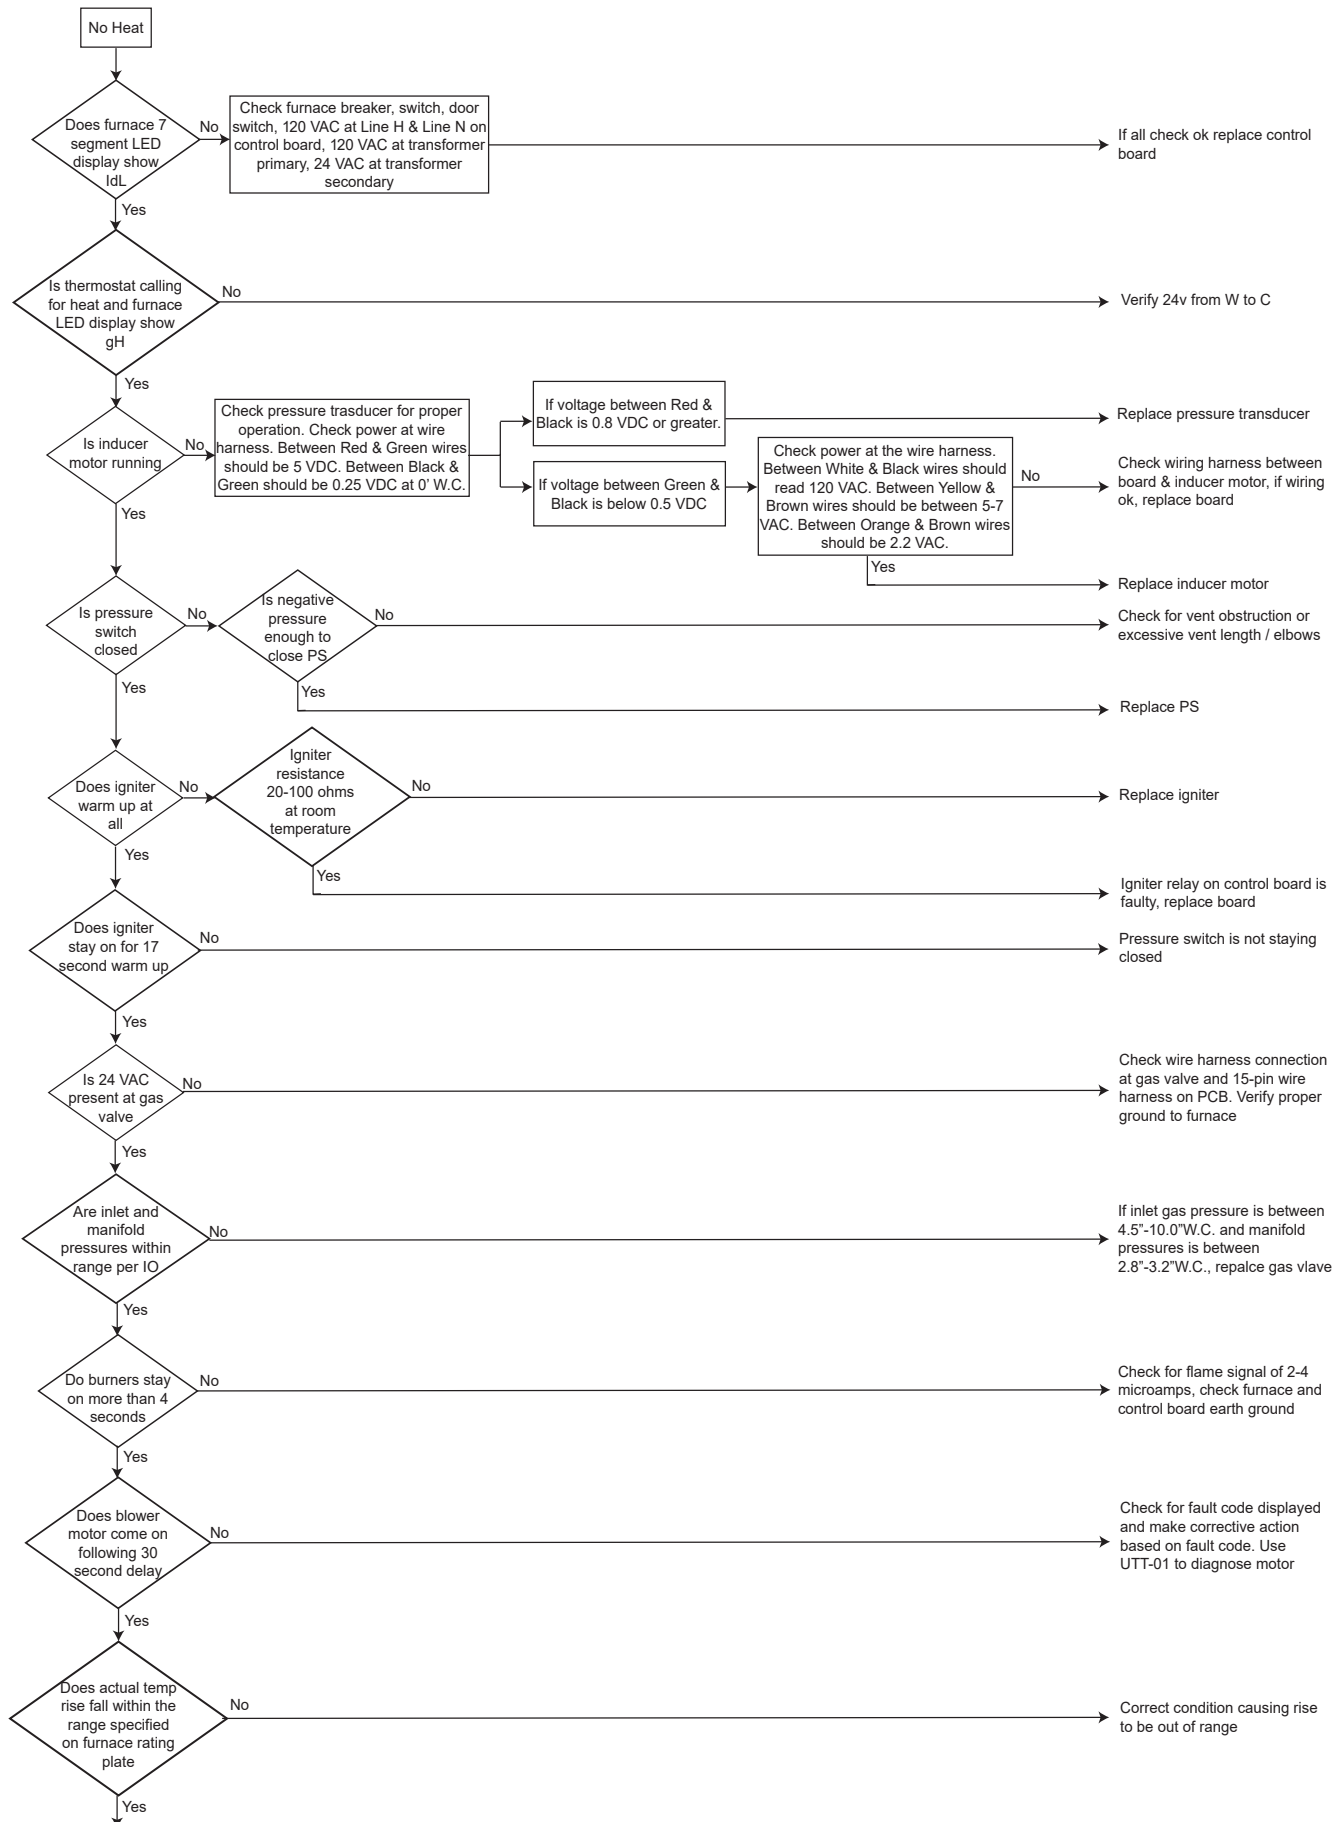 No Heat
Does furnace 7
segment LED
display show
IdL
No
Check furnace breaker, switch, door
switch, 120 VAC at Line H & Line N on
control board, 120 VAC at transformer
primary, 24 VAC at transformer
secondary
If all check ok replace control
board
Yes
Is thermostat calling
for heat and furnace
LED display show
gH
No
Verify 24v from W to C
Yes
Is inducer
motor running
No
Check pressure trasducer for proper
operation. Check power at wire
harness. Between Red & Green wires
should be 5 VDC. Between Black &
Green should be 0.25 VDC at 0' W.C.
If voltage between Red &
Black is 0.8 VDC or greater.
Replace pressure transducer
If voltage between Green &
Black is below 0.5 VDC
Check power at the wire harness.
Between White & Black wires should
read 120 VAC. Between Yellow &
Brown wires should be between 5-7
VAC. Between Orange & Brown wires
should be 2.2 VAC.
No
Check wiring harness between
board & inducer motor, if wiring
ok, replace board
Yes
Replace inducer motor
Yes
Is pressure
switch
closed
No
Is negative
pressure
enough to
close PS
No
Check for vent obstruction or
excessive vent length / elbows
Yes
Replace PS
Yes
Does igniter
warm up at
all
No
Igniter
resistance
20-100 ohms
at room
temperature
No
Replace igniter
Yes
Igniter relay on control board is
faulty, replace board
Yes
Does igniter
stay on for 17
second warm up
No
Pressure switch is not staying
closed
Yes
Is 24 VAC
present at gas
valve
No
Check wire harness connection
at gas valve and 15-pin wire
harness on PCB. Verify proper
ground to furnace
Yes
Are inlet and
manifold
pressures within
range per IO
No
If inlet gas pressure is between
4.5”-10.0”W.C. and manifold
pressures is between
2.8”-3.2”W.C., repalce gas vlave
Yes
Do burners stay
on more than 4
seconds
No
Check for flame signal of 2-4
microamps, check furnace and
control board earth ground
Yes
Does blower
motor come on
following 30
second delay
No
Check for fault code displayed
and make corrective action
based on fault code. Use
UTT-01 to diagnose motor
Yes
Does actual temp
rise fall within the
range specified
on furnace rating
plate
No
Correct condition causing rise
to be out of range
Yes